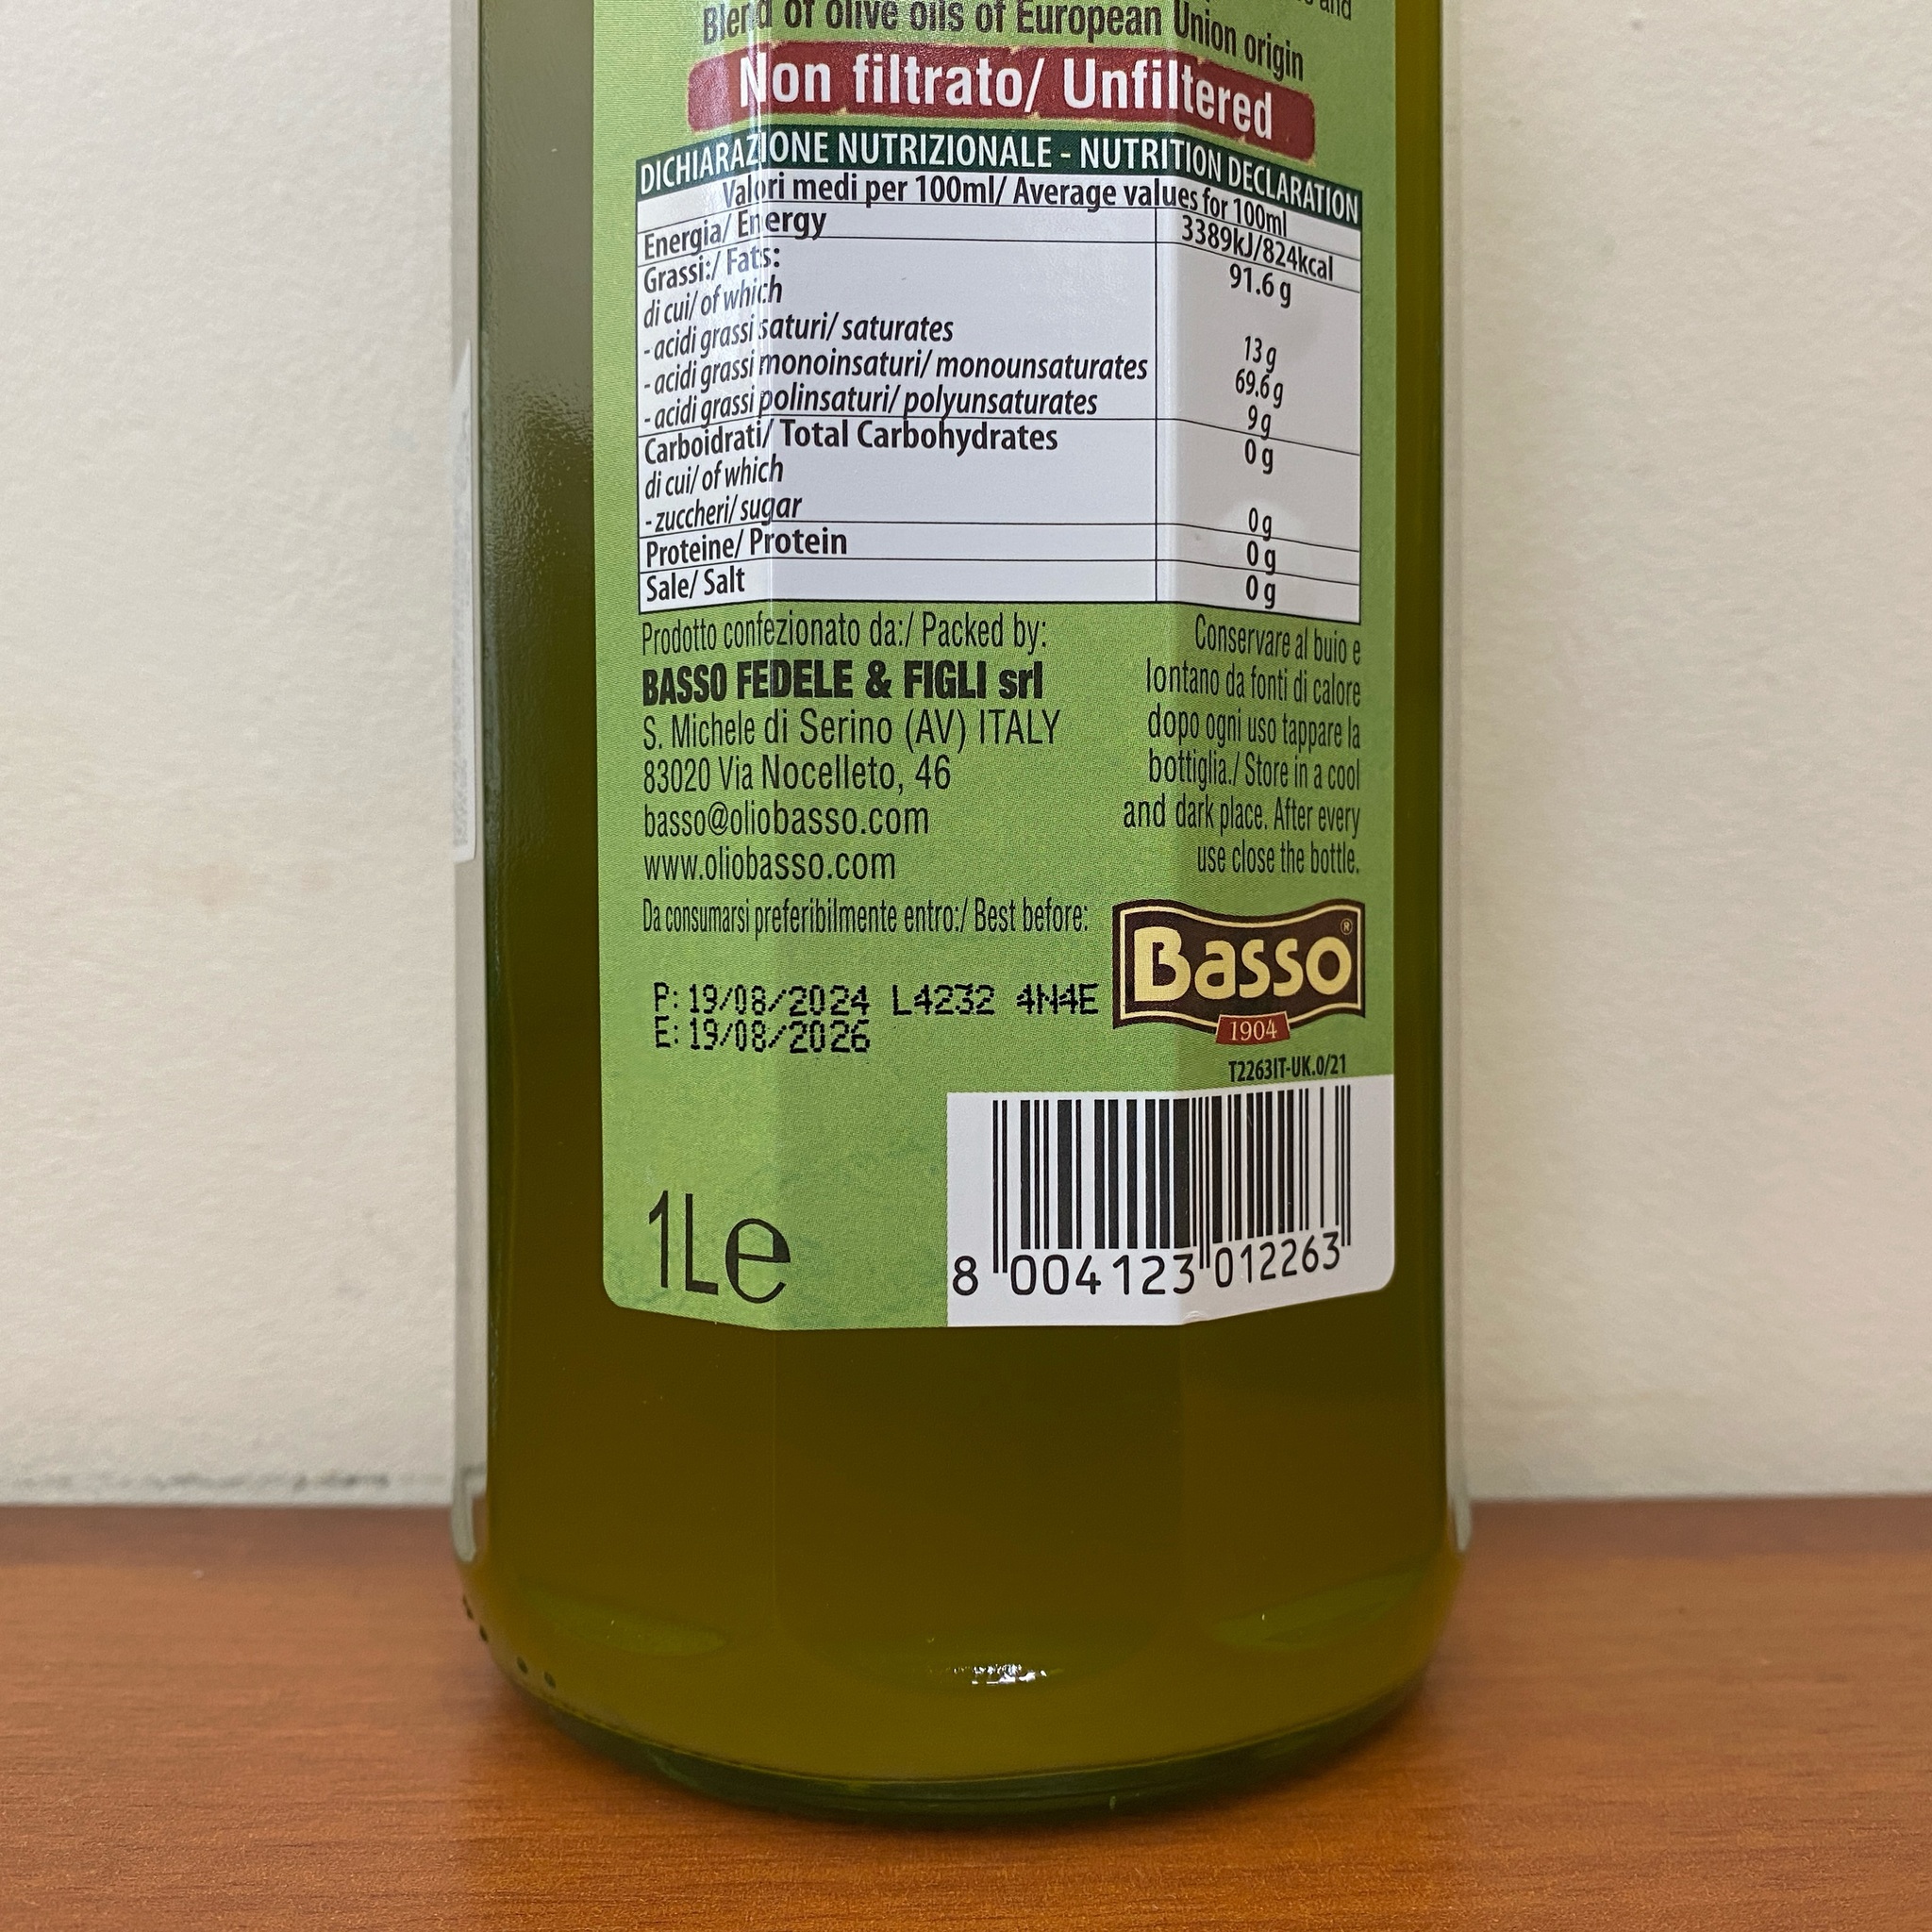 and
Blend of olive oils of European Union origin
Non filtrato/ Unfiltered
DICHIARAZIONE NUTRIZIONALE - NUTRITION DECLARATION
Valori medi per 100ml/ Average values for 100ml
Energia/ Energy 3389kJ/824kcal
Grassi:/ Fats: 91.6 g
di cui/ of which
- acidi grassi saturi/ saturates 13 g
- acidi grassi monoinsaturi/ monounsaturates 69.6 g
- acidi grassi polinsaturi/ polyunsaturates 9 g
Carboidrati/ Total Carbohydrates 0 g
di cui/ of which
- zuccheri/ sugar 0 g
Proteine/ Protein 0 g
Sale/ Salt 0 g
Prodotto confezionato da:/ Packed by:
BASSO FEDELE & FIGLI srl
S. Michele di Serino (AV) ITALY
83020 Via Nocelleto, 46
basso@oliobasso.com
www.oliobasso.com
Conservare al buio e
lontano da fonti di calore
dopo ogni uso tappare la
bottiglia./ Store in a cool
and dark place. After every
use close the bottle.
Da consumarsi preferibilmente entro:/ Best before:
P: 19/08/2024 L4232 4N4E
E: 19/08/2026
Basso®
1904
T2263IT-UK.0/21
1Le
8 004123 012263